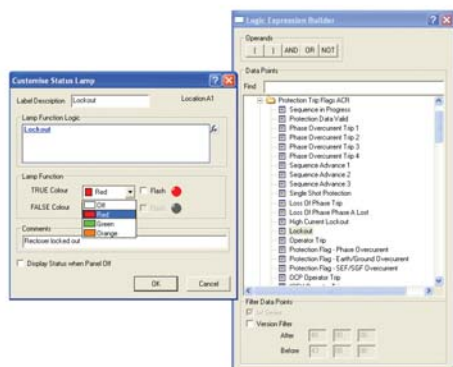 Customise Status Lamp
Label Description
Lockout
Location A1
Lamp Function Logic
Lockout
Lamp Function
TRUE Colour
Red
Flash
FALSE Colour
Off
Red
Green
Orange
Comments
Recloser locked out
Display Status when Panel Off
OK
Cancel
Logic Expression Builder
Operands
(
)
AND
OR
NOT
Data Points
Find
Protection Trip Flags ACR
Sequence in Progress
Protection Data Valid
Phase Overcurrent Trip 1
Phase Overcurrent Trip 2
Phase Overcurrent Trip 3
Phase Overcurrent Trip 4
Sequence Advance 1
Sequence Advance 2
Sequence Advance 3
Single Shot Protection
Loss Of Phase Trip
Loss Of Phase Phase A Lost
High Current Lockout
Lockout
Operator Trip
Protection Flag - Phase Overcurrent
Protection Flag - Earth/Ground Overcurrent
Protection Flag - SEF/SGF Overcurrent
OCP Operator Trip
Filter Data Points
Version Filter
After
Before